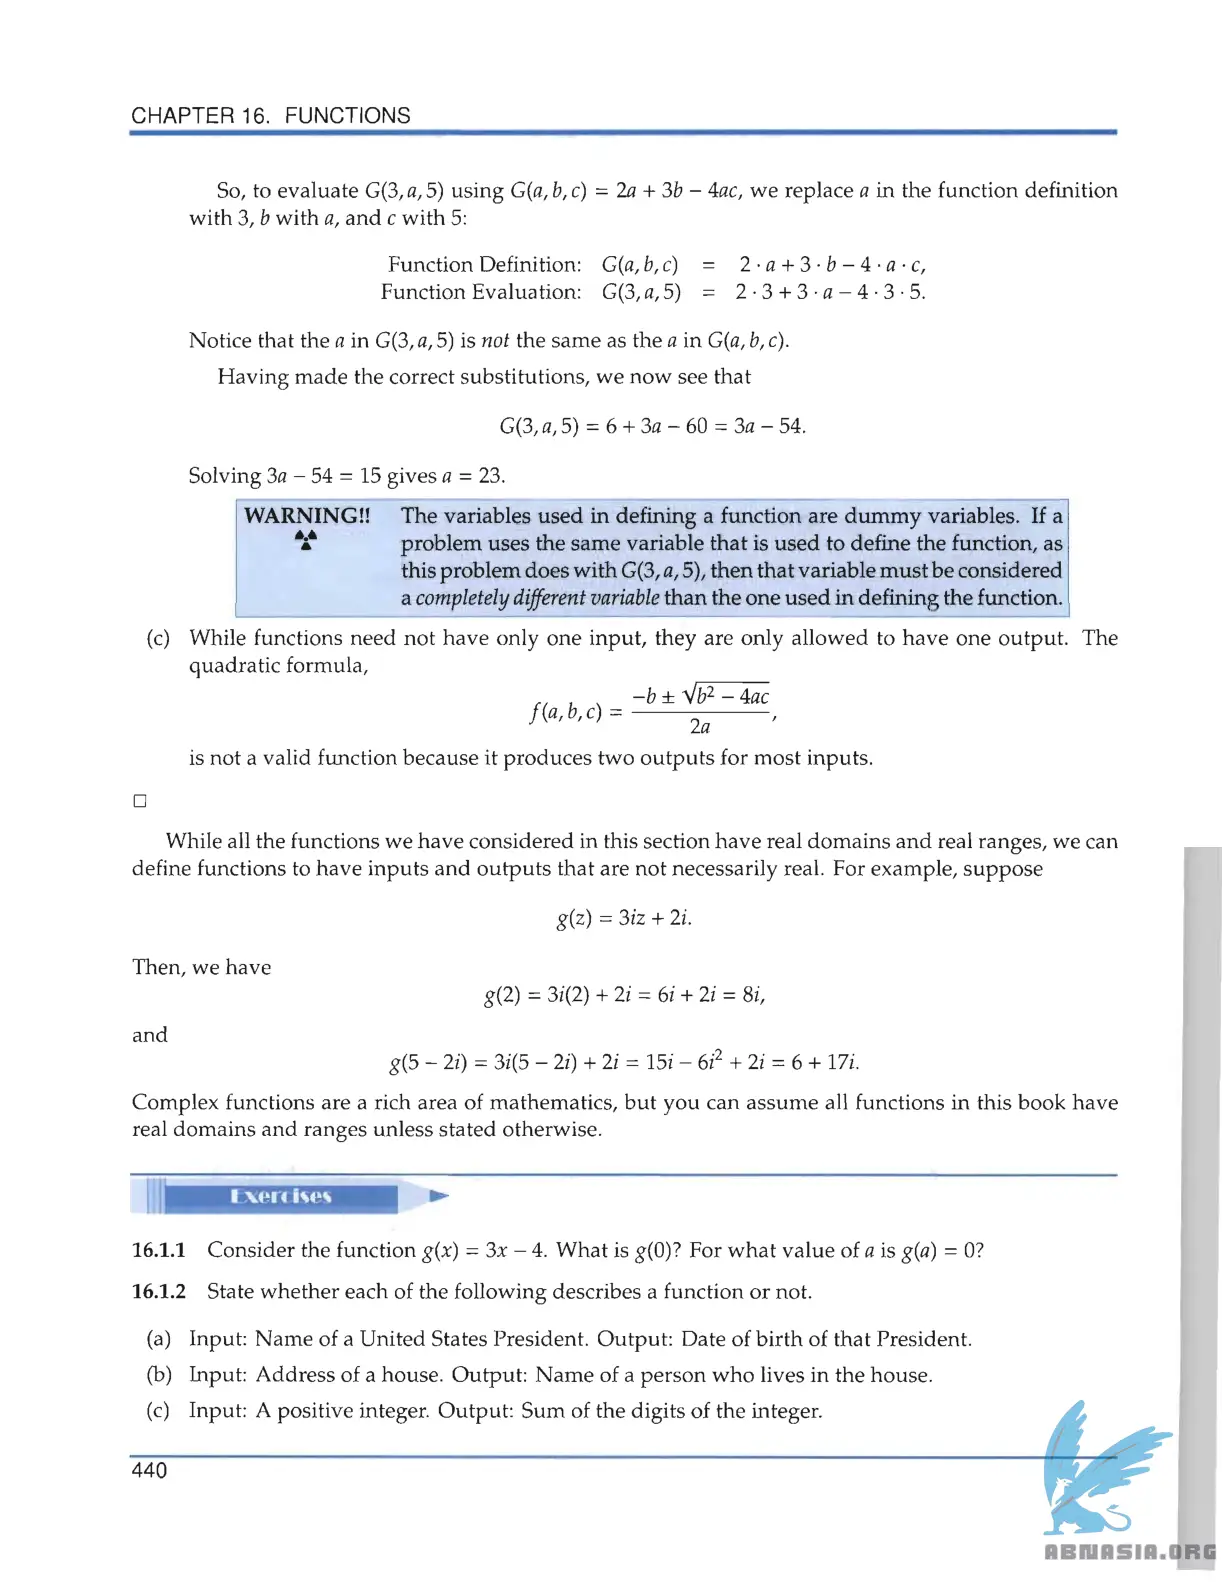 CHAPTER 16. FUNCTIONS
So, to evaluate G(3, a, 5) using G(a, b, c) = 2a + 3b − 4ac, we replace a in the function definition
with 3, b with a, and c with 5:
Function Definition: G(a, b, c) = 2 · a + 3 · b − 4 · a · c,
Function Evaluation: G(3, a, 5) = 2 · 3 + 3 · a − 4 · 3 · 5.
Notice that the a in G(3, a, 5) is not the same as the a in G(a, b, c).
Having made the correct substitutions, we now see that
G(3, a, 5) = 6 + 3a − 60 = 3a − 54.
Solving 3a − 54 = 15 gives a = 23.
WARNING!! The variables used in defining a function are dummy variables. If a
problem uses the same variable that is used to define the function, as
this problem does with G(3, a, 5), then that variable must be considered
a completely different variable than the one used in defining the function.
(c) While functions need not have only one input, they are only allowed to have one output. The
quadratic formula,
f(a, b, c) = −b ± √b² − 4ac / 2a,
is not a valid function because it produces two outputs for most inputs.
□
While all the functions we have considered in this section have real domains and real ranges, we can
define functions to have inputs and outputs that are not necessarily real. For example, suppose
g(z) = 3iz + 2i.
Then, we have
g(2) = 3i(2) + 2i = 6i + 2i = 8i,
and
g(5 − 2i) = 3i(5 − 2i) + 2i = 15i − 6i² + 2i = 6 + 17i.
Complex functions are a rich area of mathematics, but you can assume all functions in this book have
real domains and ranges unless stated otherwise.
Exercises
16.1.1 Consider the function g(x) = 3x − 4. What is g(0)? For what value of a is g(a) = 0?
16.1.2 State whether each of the following describes a function or not.
(a) Input: Name of a United States President. Output: Date of birth of that President.
(b) Input: Address of a house. Output: Name of a person who lives in the house.
(c) Input: A positive integer. Output: Sum of the digits of the integer.
440
ABNASIA.ORG